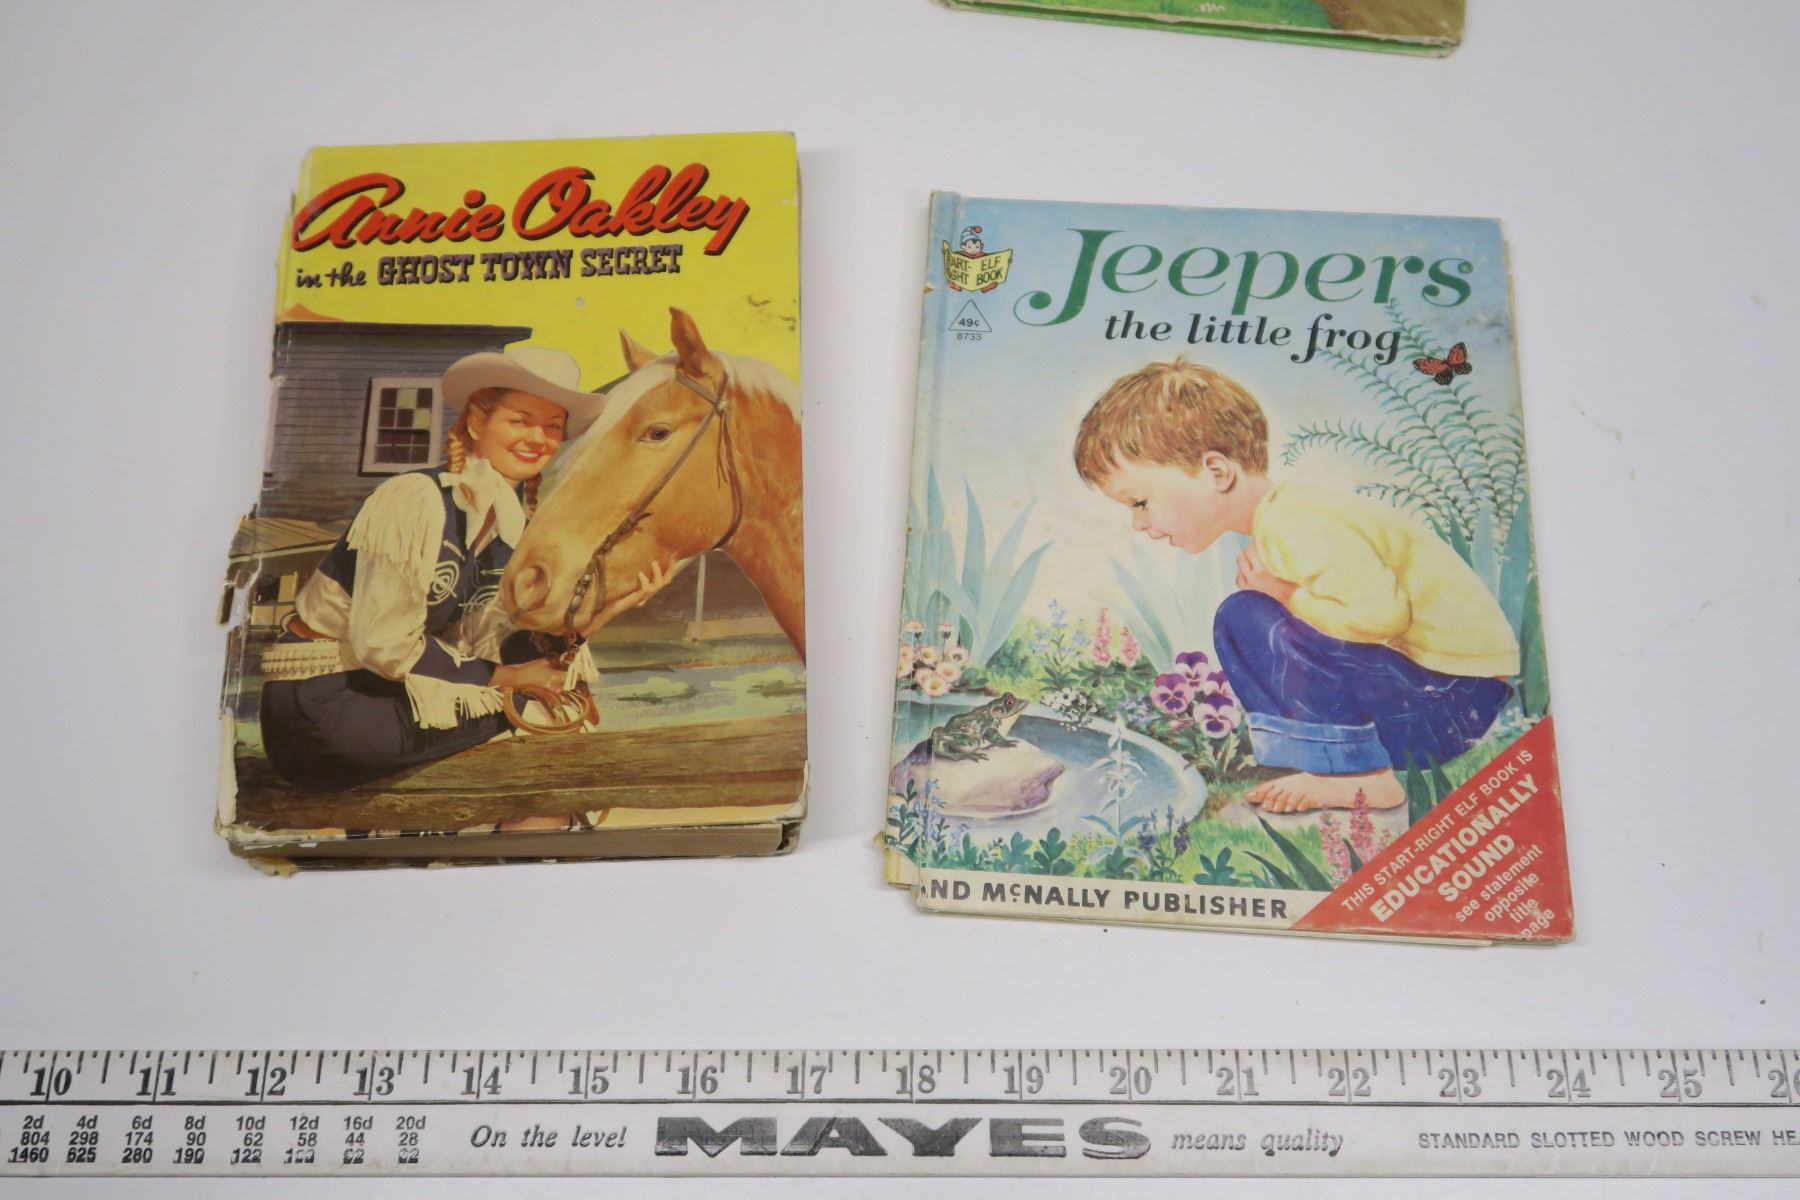 Annie Oakley
in the GHOST TOWN SECRET
ELF
BOOK
Jeepers
the little frog
49¢
8733
THIS START-RIGHT ELF BOOK IS
EDUCATIONALLY
SOUND
see statement
opposite
title
page
ND McNALLY PUBLISHER
10 11 12 13 14 15 16 17 18 19 20 21 22 23 24 25
2d 4d 6d 8d 10d 12d 16d 20d
804 298 174 90 62 58 44 28
1460 625 280 190 122
On the level MAYES means quality STANDARD SLOTTED WOOD SCREW